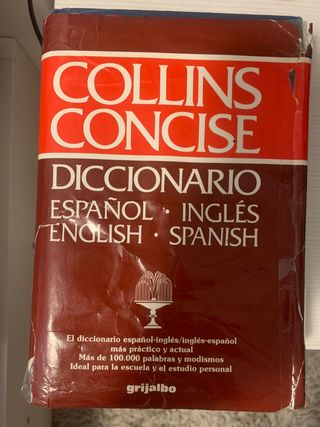 COLLINS
CONCISE
DICCIONARIO
ESPAÑOL · INGLÉS
ENGLISH · SPANISH
El diccionario español-inglés/inglés-español
más práctico y actual
Más de 100.000 palabras y modismos
Ideal para la escuela y el estudio personal
grijalbo